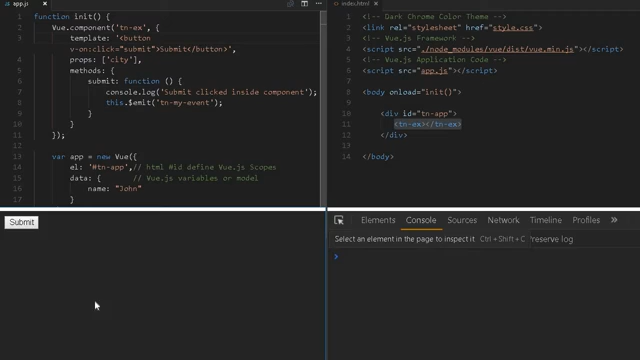 app.js
1 function init() {
2 Vue.component('tn-ex', {
3 template: '<button
v-on:click="submit">Submit</button>',
4 props: ['city'],
5 methods: {
6 submit: function () {
7 console.log('Submit clicked inside component');
8 this.$emit('tn-my-event');
9 }
10 }
11 });
12
13 var app = new Vue({
14 el: '#tn-app',// html #id define Vue.js Scopes
15 data: { // Vue.js variables or model
16 name: "John"
17 }
index.html
1 <!-- Dark Chrome Color Theme -->
2 <link rel="stylesheet" href="style.css">
3 <!-- Vue.js Framework -->
4 <script src="./node_modules/vue/dist/vue.min.js"></script>
5 <!-- Vue.js Application Code -->
6 <script src="app.js"></script>
7
8 <body onload="init()">
9
10 <div id="tn-app">
11 <tn-ex></tn-ex>
12 </div>
13
14 </body>
Submit
Elements Console Sources Network Timeline Profiles »
Select an element in the page to inspect it Ctrl + Shift + C reserve log
>